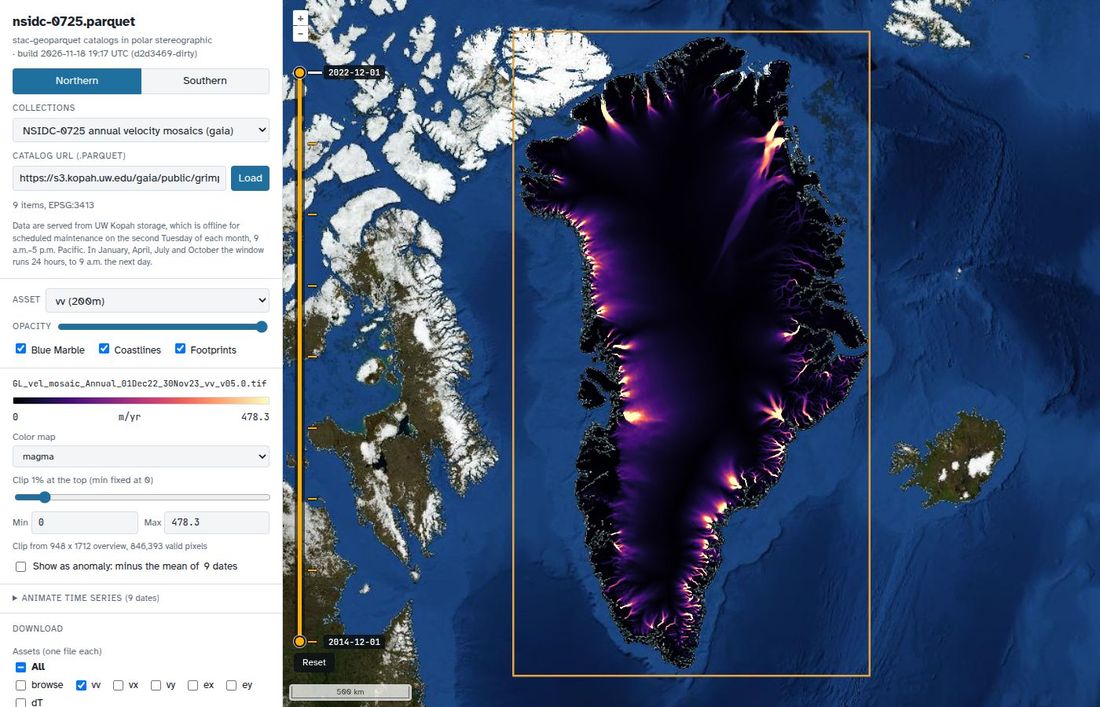 nsidc-0725.parquet
stac-geoparquet catalogs in polar stereographic
· build 2026-11-18 19:17 UTC (d2d3469-dirty)
Northern
Southern
COLLECTIONS
NSIDC-0725 annual velocity mosaics (gaia)
CATALOG URL (.PARQUET)
https://s3.kopah.uw.edu/gaia/public/grimp
Load
9 items, EPSG:3413
Data are served from UW Kopah storage, which is offline for
scheduled maintenance on the second Tuesday of each month, 9
a.m.–5 p.m. Pacific. In January, April, July and October the window
runs 24 hours, to 9 a.m. the next day.
ASSET
vv (200m)
OPACITY
Blue Marble
Coastlines
Footprints
GL_vel_mosaic_Annual_01Dec22_30Nov23_vv_v05.0.tif
0
m/yr
478.3
Color map
magma
Clip 1% at the top (min fixed at 0)
Min
0
Max
478.3
Clip from 948 x 1712 overview, 846,393 valid pixels
Show as anomaly: minus the mean of 9 dates
ANIMATE TIME SERIES (9 dates)
DOWNLOAD
Assets (one file each)
All
browse
vv
vx
vy
ex
ey
dT
+
−
2022-12-01
2014-12-01
Reset
500 km